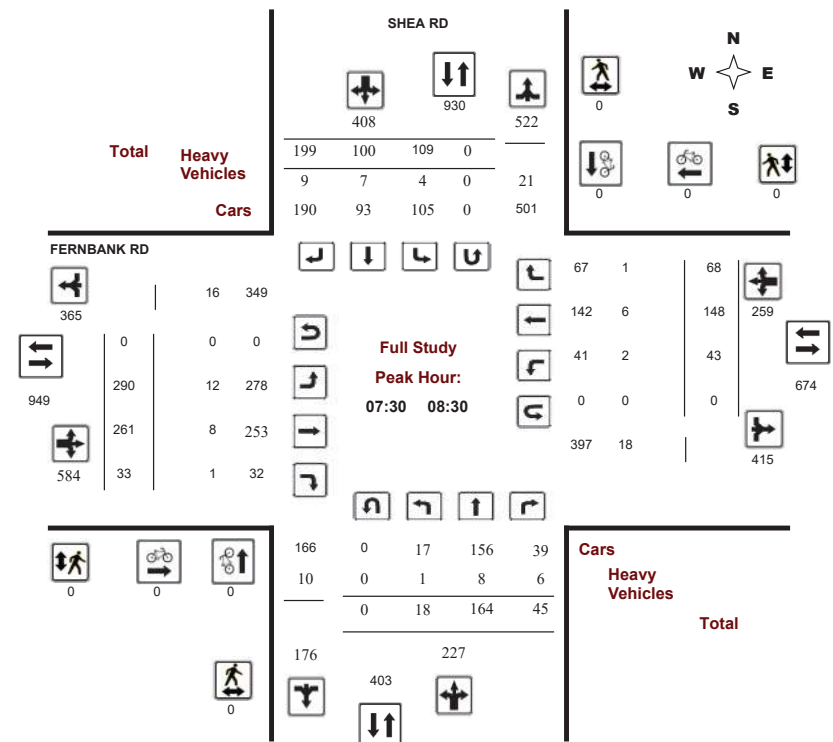 SHEA RD
N
W E
S
930
0
408 522
199 100 109 0
Total Heavy
Vehicles
9 7 4 0 21
Cars 190 93 105 0 501
0 0 0
FERNBANK RD
365 16 349
67 1 68
142 6 148 259
0 0 0
Full Study
41 2 43
949 290 12 278
Peak Hour:
674
07:30 08:30
0 0 0
261 8 253
397 18 415
584 33 1 32
166 0 17 156 39 Cars
10 0 1 8 6 Heavy
Vehicles
0 0 0
0 18 164 45 Total
176 227
403
0